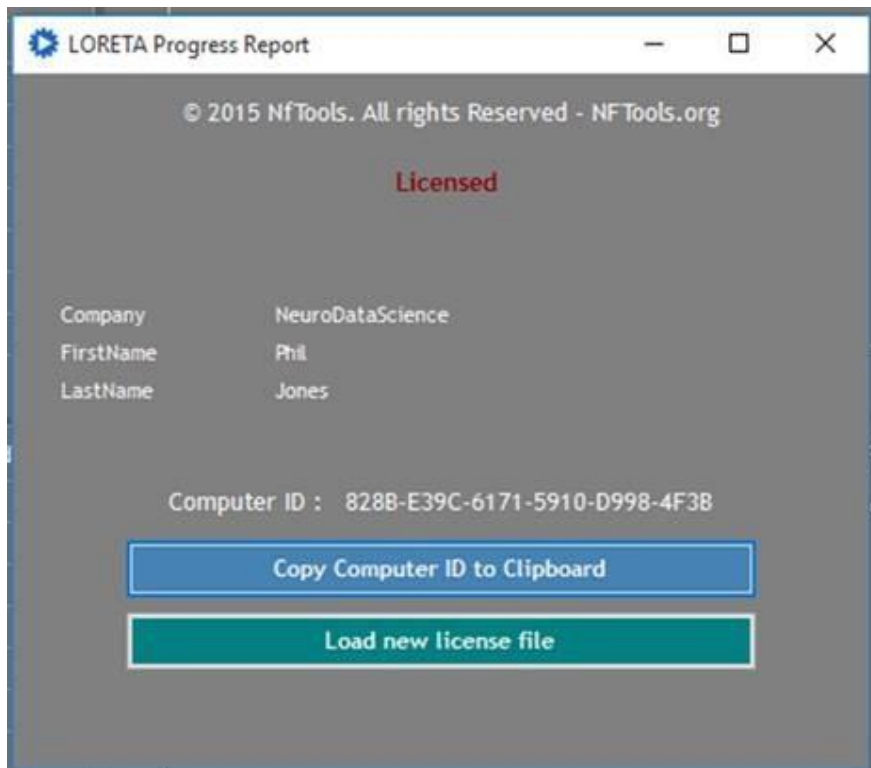 LORETA Progress Report
© 2015 NfTools. All rights Reserved - NFTools.org
Licensed
Company NeuroDataScience
FirstName Phil
LastName Jones
Computer ID : 828B-E39C-6171-5910-D998-4F3B
Copy Computer ID to Clipboard
Load new license file